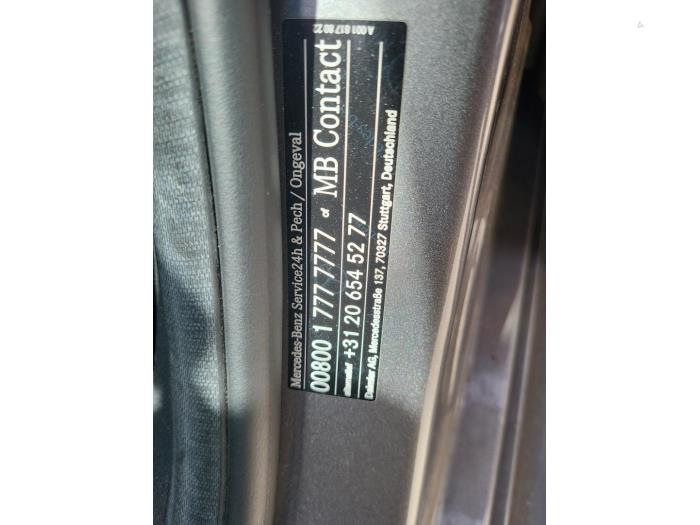 A 001 817 80 22
Mercedes-Benz Service24h & Pech / Ongeval
00800 1 777 7777 of MB Contact
+31 20 654 52 77
Daimler AG, Mercedesstraße 137, 70327 Stuttgart, Deutschland